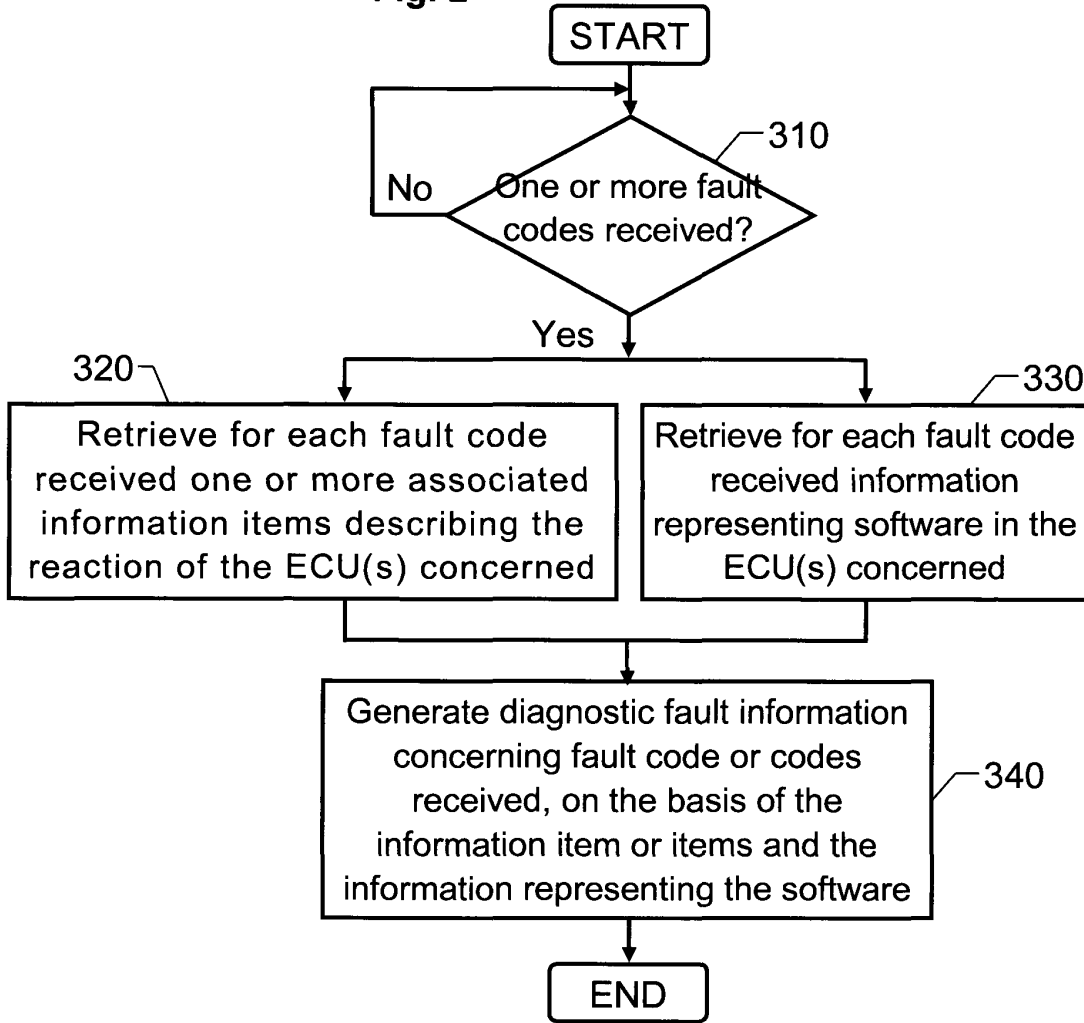 START
310
No
One or more fault
codes received?
Yes
320
330
Retrieve for each fault code
received one or more associated
information items describing the
reaction of the ECU(s) concerned
Retrieve for each fault code
received information
representing software in the
ECU(s) concerned
Generate diagnostic fault information
concerning fault code or codes
received, on the basis of the
information item or items and the
information representing the software
340
END